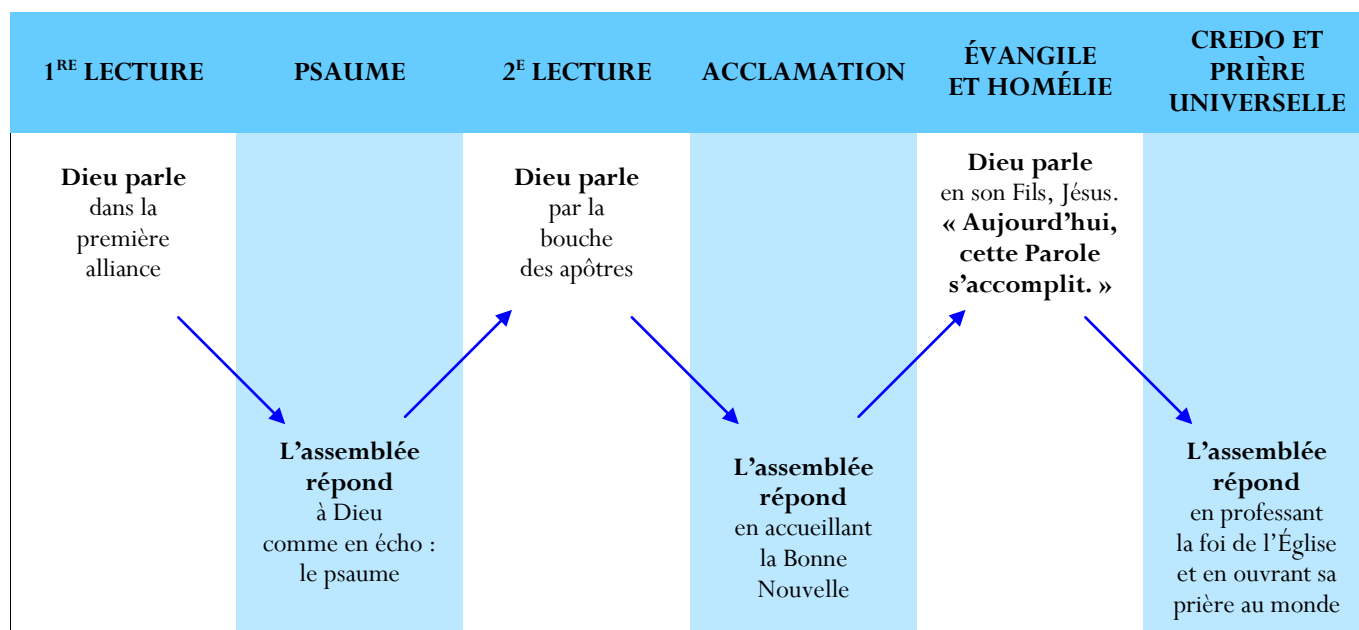 1RE LECTURE
PSAUME
2E LECTURE
ACCLAMATION
ÉVANGILE
ET HOMÉLIE
CREDO ET
PRIÈRE
UNIVERSELLE
Dieu parle
dans la
première
alliance
L’assemblée
répond
à Dieu
comme en écho :
le psaume
Dieu parle
par la
bouche
des apôtres
L’assemblée
répond
en accueillant
la Bonne
Nouvelle
Dieu parle
en son Fils, Jésus.
« Aujourd’hui,
cette Parole
s’accomplit. »
L’assemblée
répond
en professant
la foi de l’Église
et en ouvrant sa
prière au monde